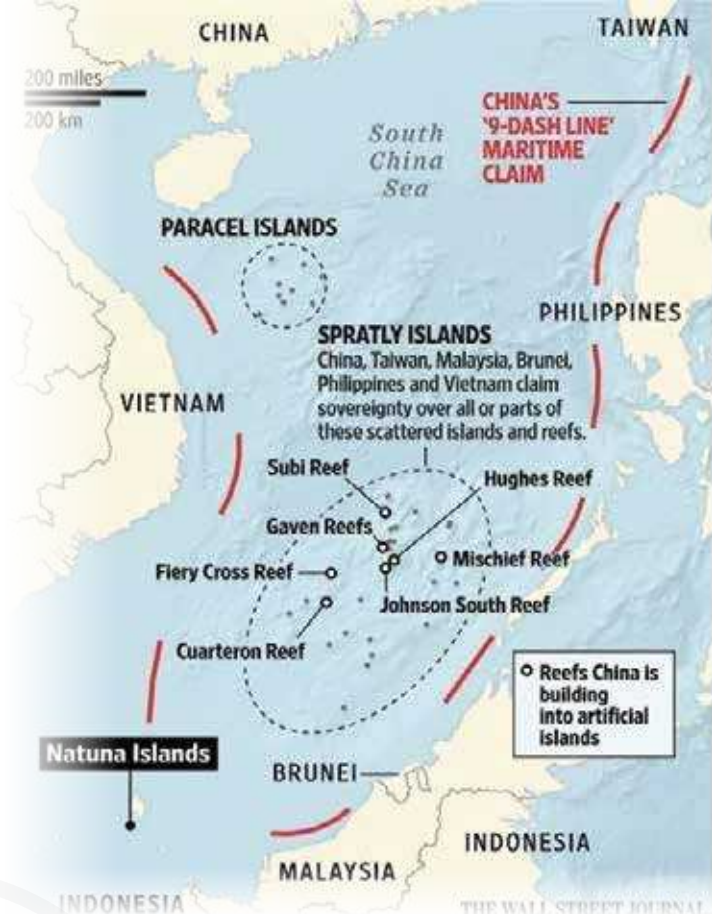 CHINA
TAIWAN
200 miles
200 km
CHINA'S
'9-DASH LINE'
MARITIME
CLAIM
South
China
Sea
PARACEL ISLANDS
PHILIPPINES
SPRATLY ISLANDS
China, Taiwan, Malaysia, Brunei,
Philippines and Vietnam claim
sovereignty over all or parts of
these scattered islands and reefs.
VIETNAM
Subi Reef
Hughes Reef
Gaven Reefs
Mischief Reef
Fiery Cross Reef
Johnson South Reef
Cuarteron Reef
Reefs China is
building
into artificial
islands
Natuna Islands
BRUNEI
INDONESIA
MALAYSIA
INDONESIA
THE WALL STREET JOURNAL